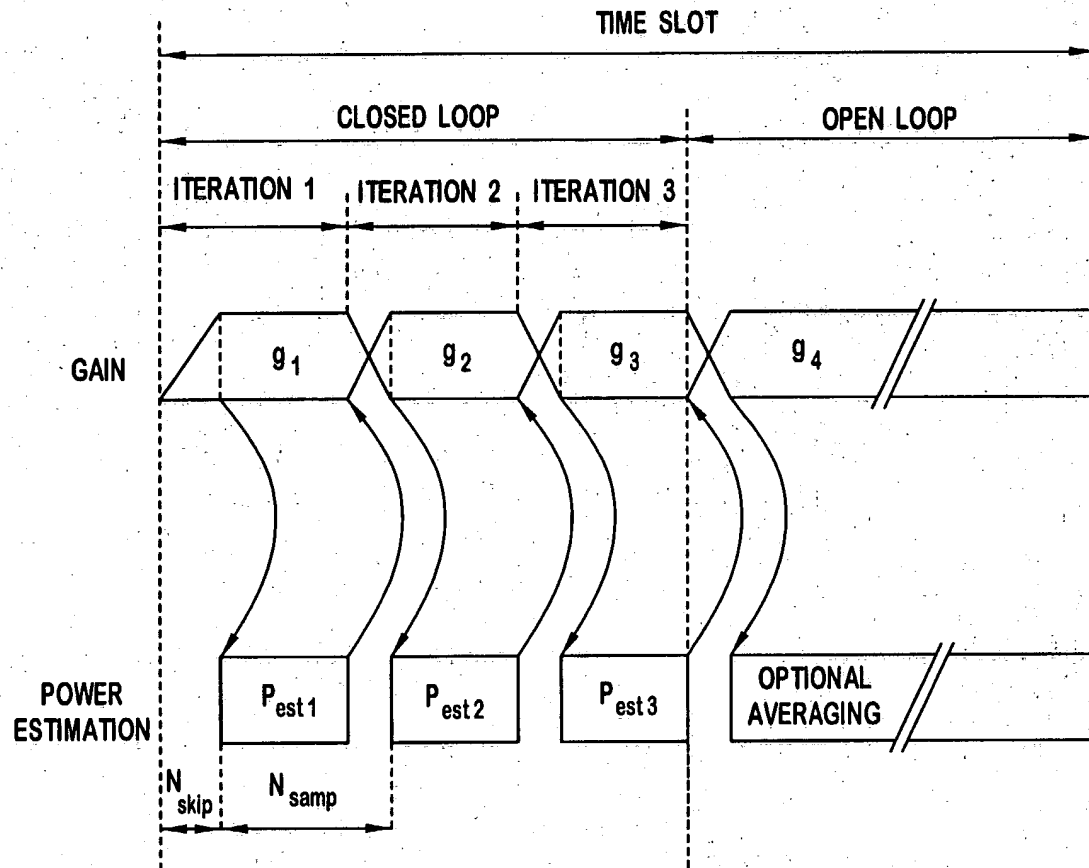 TIME SLOT
CLOSED LOOP
OPEN LOOP
ITERATION 1
ITERATION 2
ITERATION 3
GAIN
g1
g2
g3
g4
POWER
ESTIMATION
Pest1
Pest2
Pest3
OPTIONAL
AVERAGING
Nskip
Nsamp